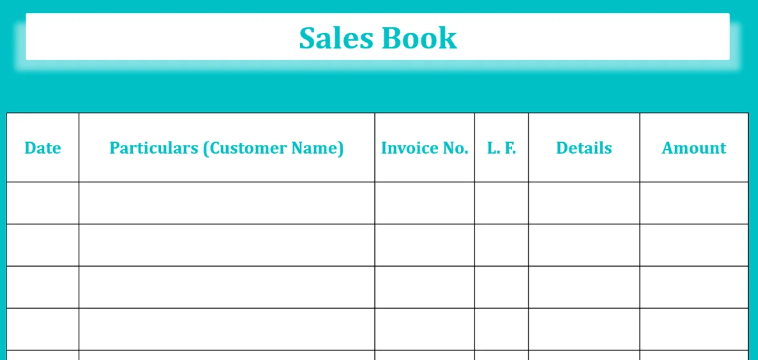 Sales Book
Date Particulars (Customer Name) Invoice No. L. F. Details Amount